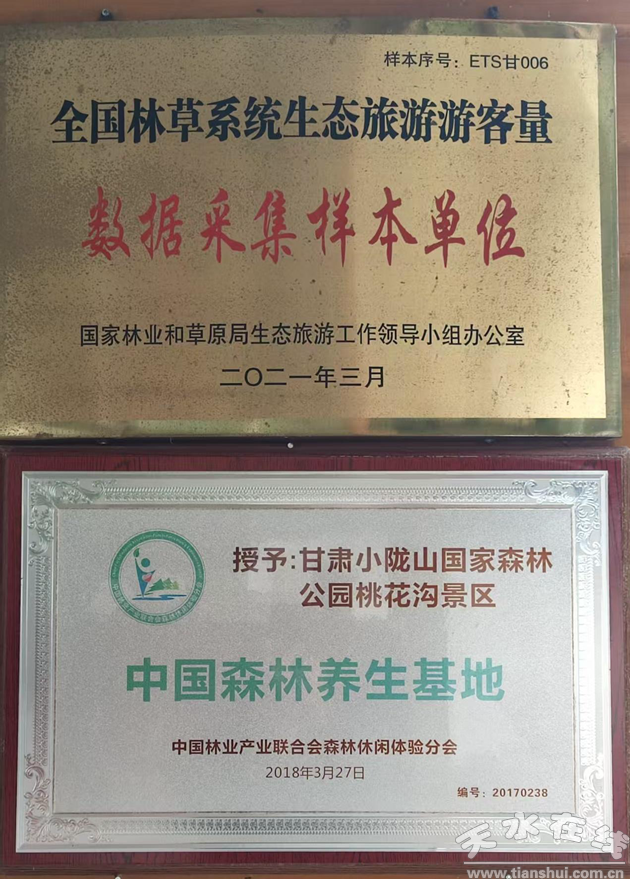 样本序号：ETS甘006
全国林草系统生态旅游游客量
数据采集样本单位
国家林业和草原局生态旅游工作领导小组办公室
二〇二一年三月
授予:甘肃小陇山国家森林
公园桃花沟景区
中国森林养生基地
中国林业产业联合会森林休闲体验分会
2018年3月27日
编号：20170238
天水在线
www.tianshui.com.cn